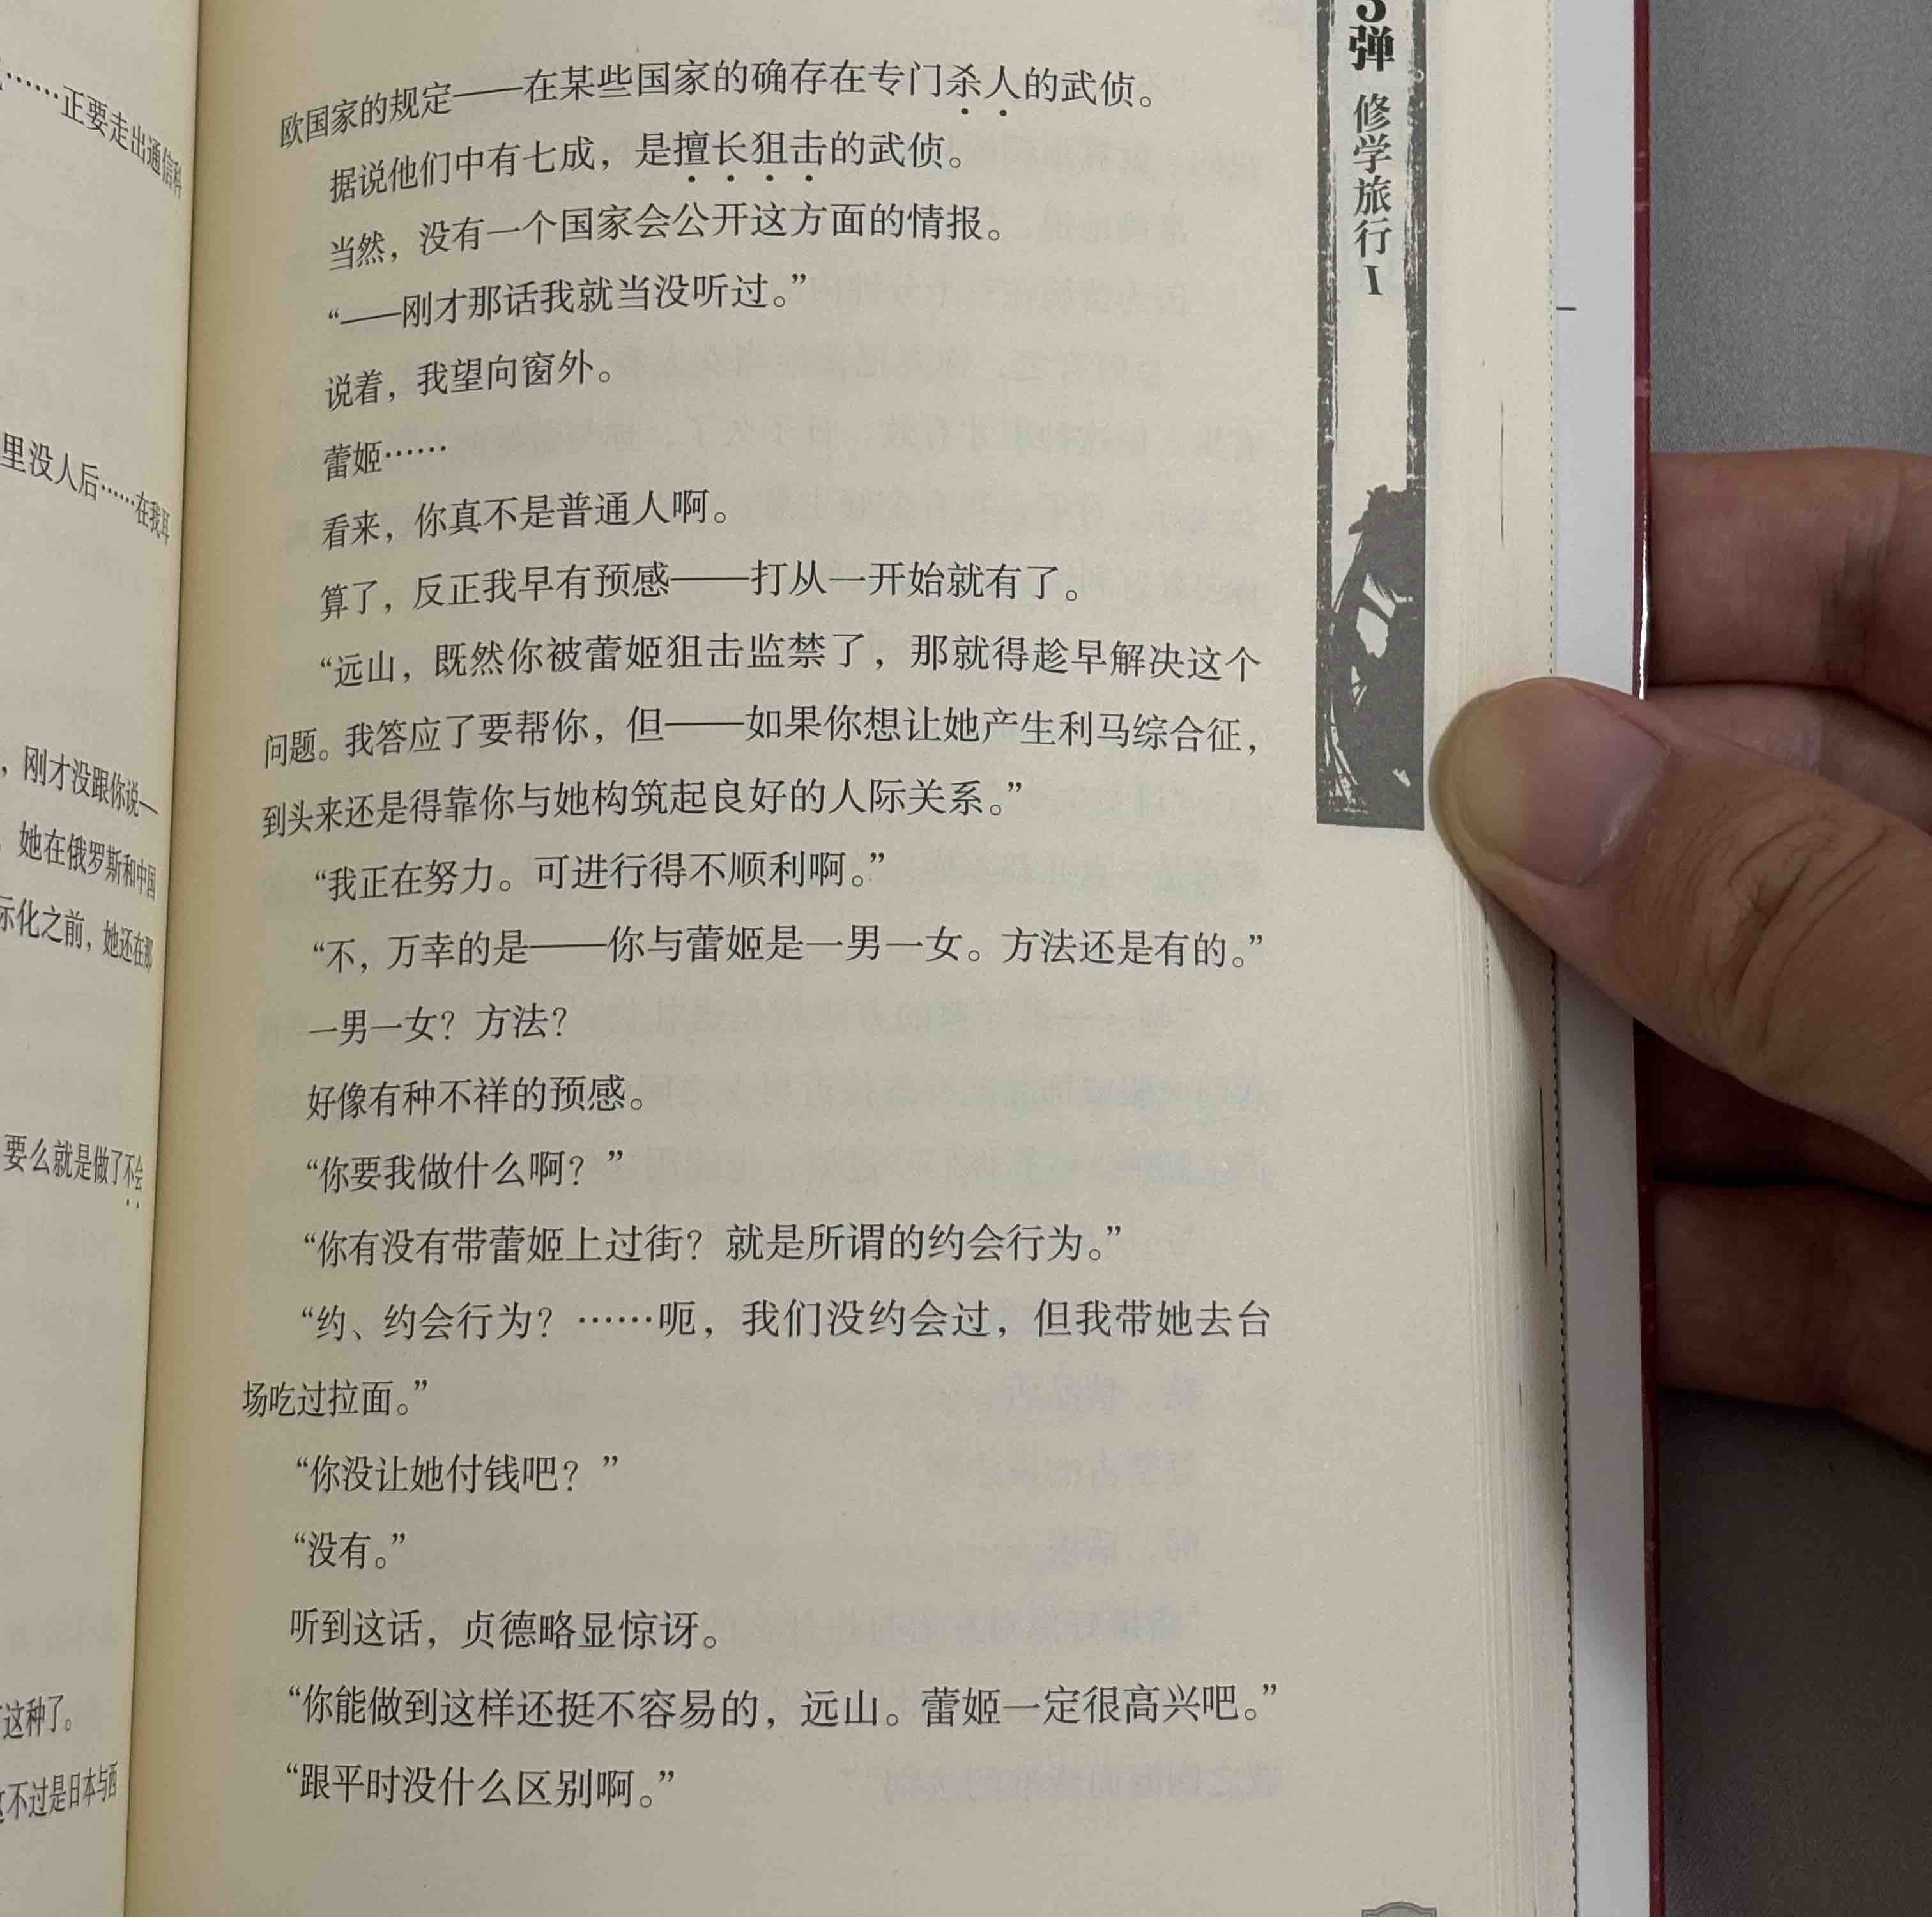 ……正要走出通信科
里没人后……在我耳
，刚才没跟你说—
，她在俄罗斯和中国
示化之前，她还在那
要么就是做了不会
这种了。
不过是日本与西
欧国家的规定——在某些国家的确存在专门杀人的武侦。
据说他们中有七成，是擅长狙击的武侦。
当然，没有一个国家会公开这方面的情报。
“——刚才那话我就当没听过。”
说着，我望向窗外。
蕾姬……
看来，你真不是普通人啊。
算了，反正我早有预感——打从一开始就有了。
“远山，既然你被蕾姬狙击监禁了，那就得趁早解决这个
问题。我答应了要帮你，但——如果你想让她产生利马综合征，
到头来还是得靠你与她构筑起良好的人际关系。”
“我正在努力。可进行得不顺利啊。”
“不，万幸的是——你与蕾姬是一男一女。方法还是有的。”
一男一女？方法？
好像有种不祥的预感。
“你要我做什么啊？”
“你有没有带蕾姬上过街？就是所谓的约会行为。”
“约、约会行为？……呃，我们没约会过，但我带她去台
场吃过拉面。”
“你没让她付钱吧？”
“没有。”
听到这话，贞德略显惊讶。
“你能做到这样还挺不容易的，远山。蕾姬一定很高兴吧。”
“跟平时没什么区别啊。”
弹 修学旅行I